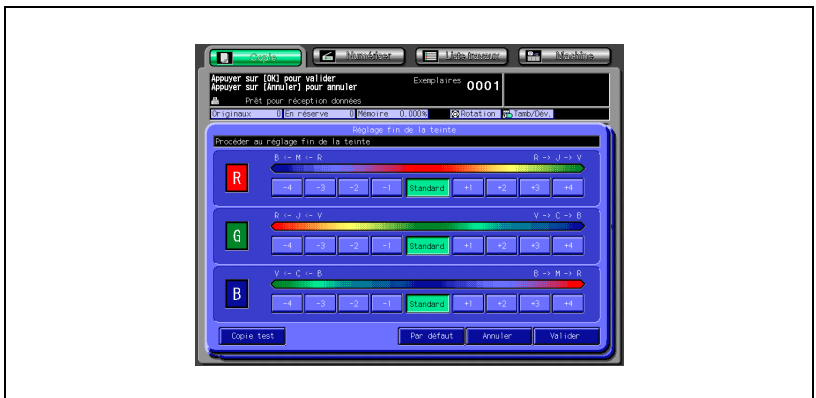 Copie Numériser Liste travaux Machine
Appuyer sur [OK] pour valider
Appuyer sur [Annuler] pour annuler
Exemplaires 0001
Prêt pour réception données
Originaux 0 En réserve 0 Mémoire 0.000% Rotation Tamb/Dév.
Réglage fin de la teinte
Procéder au réglage fin de la teinte
B <- M <- R R -> J -> V
R -4 -3 -2 -1 Standard +1 +2 +3 +4
R <- J <- V V -> C -> B
G -4 -3 -2 -1 Standard +1 +2 +3 +4
V <- C <- B B -> M -> R
B -4 -3 -2 -1 Standard +1 +2 +3 +4
Copie test Par défaut Annuler Valider